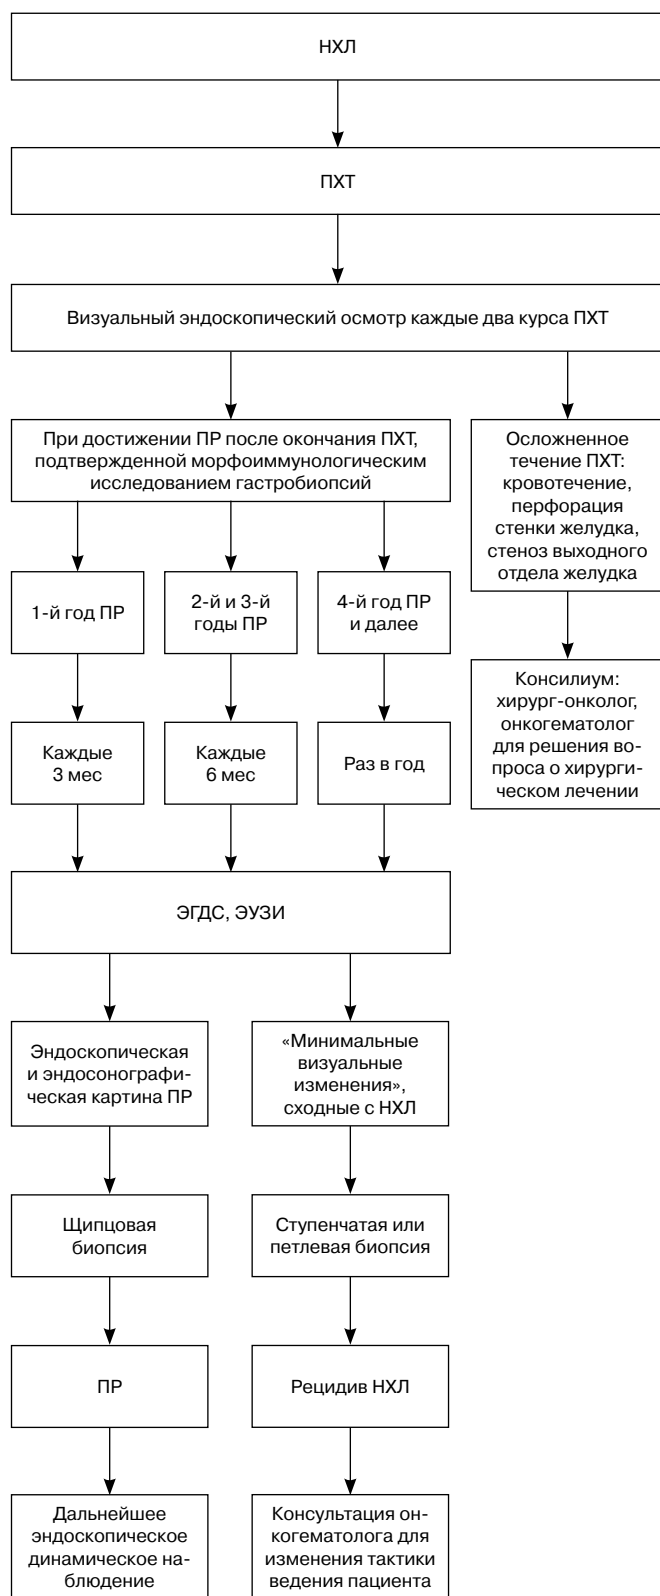 НХЛ
ПХТ
Визуальный эндоскопический осмотр каждые два курса ПХТ
При достижении ПР после окончания ПХТ,
подтвержденной морфоиммунологическим
исследованием гастробиопсий
Осложненное
течение ПХТ:
кровотечение,
перфорация
стенки желудка,
стеноз выходного
отдела желудка
1-й год ПР
2-й и 3-й
годы ПР
4-й год ПР
и далее
Консилиум:
хирург-онколог,
онкогематолог
для решения во-
проса о хирурги-
ческом лечении
Каждые
3 мес
Каждые
6 мес
Раз в год
ЭГДС, ЭУЗИ
Эндоскопическая
и эндосонографи-
ческая картина ПР
«Минимальные
визуальные
изменения»,
сходные с НХЛ
Щипцовая
биопсия
Ступенчатая или
петлевая биопсия
ПР
Рецидив НХЛ
Дальнейшее
эндоскопическое
динамическое на-
блюдение
Консультация он-
когематолога для
изменения тактики
ведения пациента